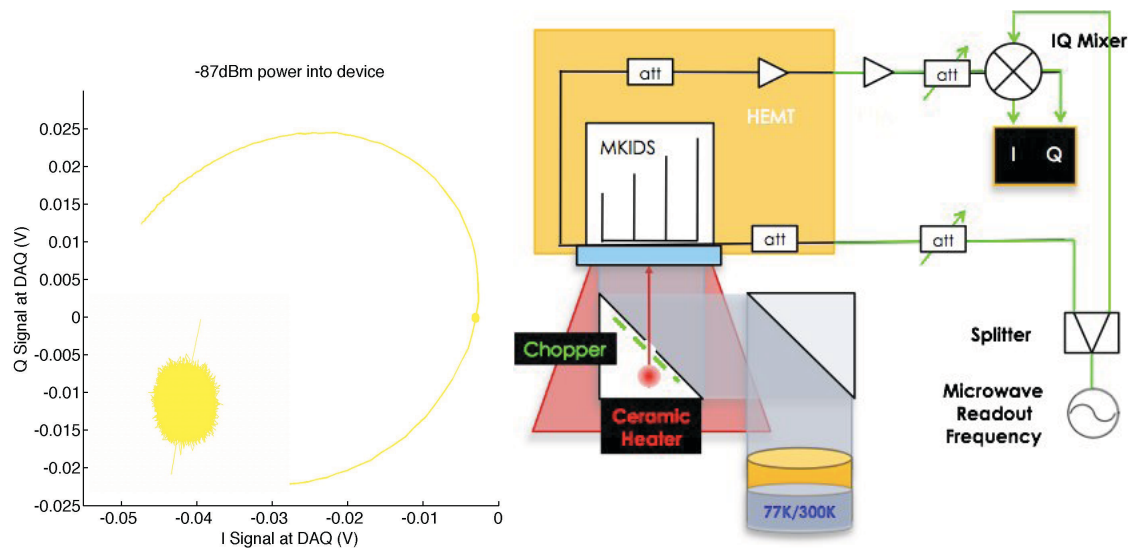 -87dBm power into device
Q Signal at DAQ (V)
0.025
0.02
0.015
0.01
0.005
0
-0.005
-0.01
-0.015
-0.02
-0.025
-0.05
-0.04
-0.03
-0.02
-0.01
0
I Signal at DAQ (V)
att
HEMT
att
IQ Mixer
I Q
MKIDS
att
att
Chopper
Ceramic
Heater
77K/300K
Splitter
Microwave
Readout
Frequency